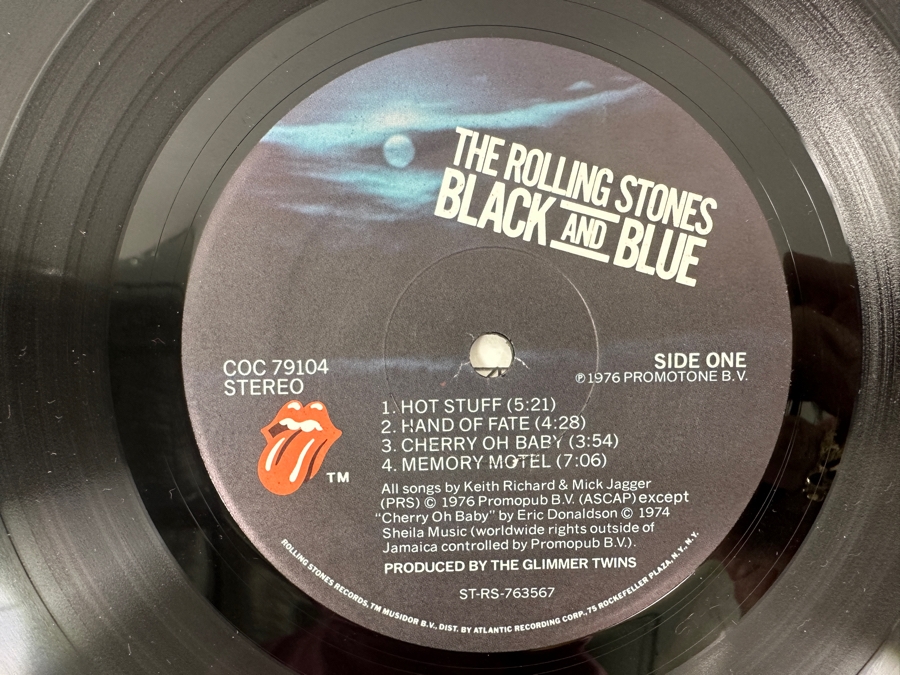 THE ROLLING STONES
BLACK AND BLUE
COC 79104
STEREO
SIDE ONE
℗1976 PROMOTONE B.V.
TM
1. HOT STUFF (5:21)
2. HAND OF FATE (4:28)
3. CHERRY OH BABY (3:54)
4. MEMORY MOTEL (7:06)
All songs by Keith Richard & Mick Jagger
(PRS) © 1976 Promopub B.V. (ASCAP) except
"Cherry Oh Baby" by Eric Donaldson © 1974
Sheila Music (worldwide rights outside of
Jamaica controlled by Promopub B.V.).
PRODUCED BY THE GLIMMER TWINS
ST-RS-763567
ROLLING STONES RECORDS, TM MUSIDOR B.V., DIST. BY ATLANTIC RECORDING CORP., 75 ROCKEFELLER PLAZA, N.Y., N.Y.